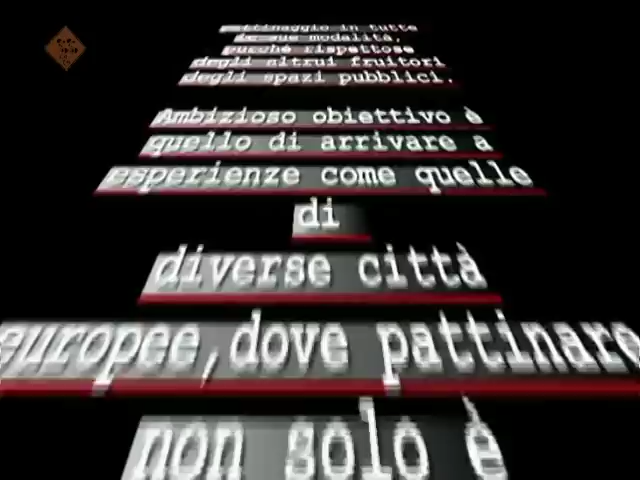 pattinaggio in tutte
le sue modalità,
purché rispettose
degli altrui fruitori
degli spazi pubblici.
Ambizioso obiettivo è
quello di arrivare a
esperienze come quelle
di
diverse città
europee,dove pattinare
non solo è